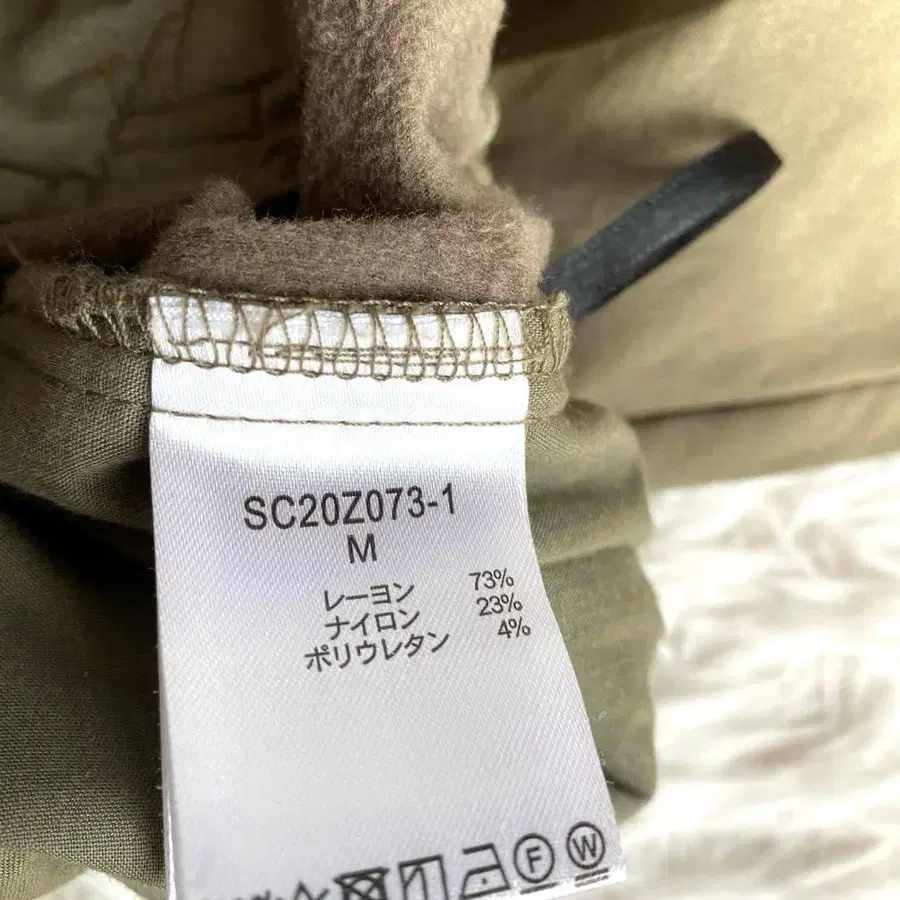 SC20Z073-1
M
レーヨン 73%
ナイロン 23%
ポリウレタン 4%
F W